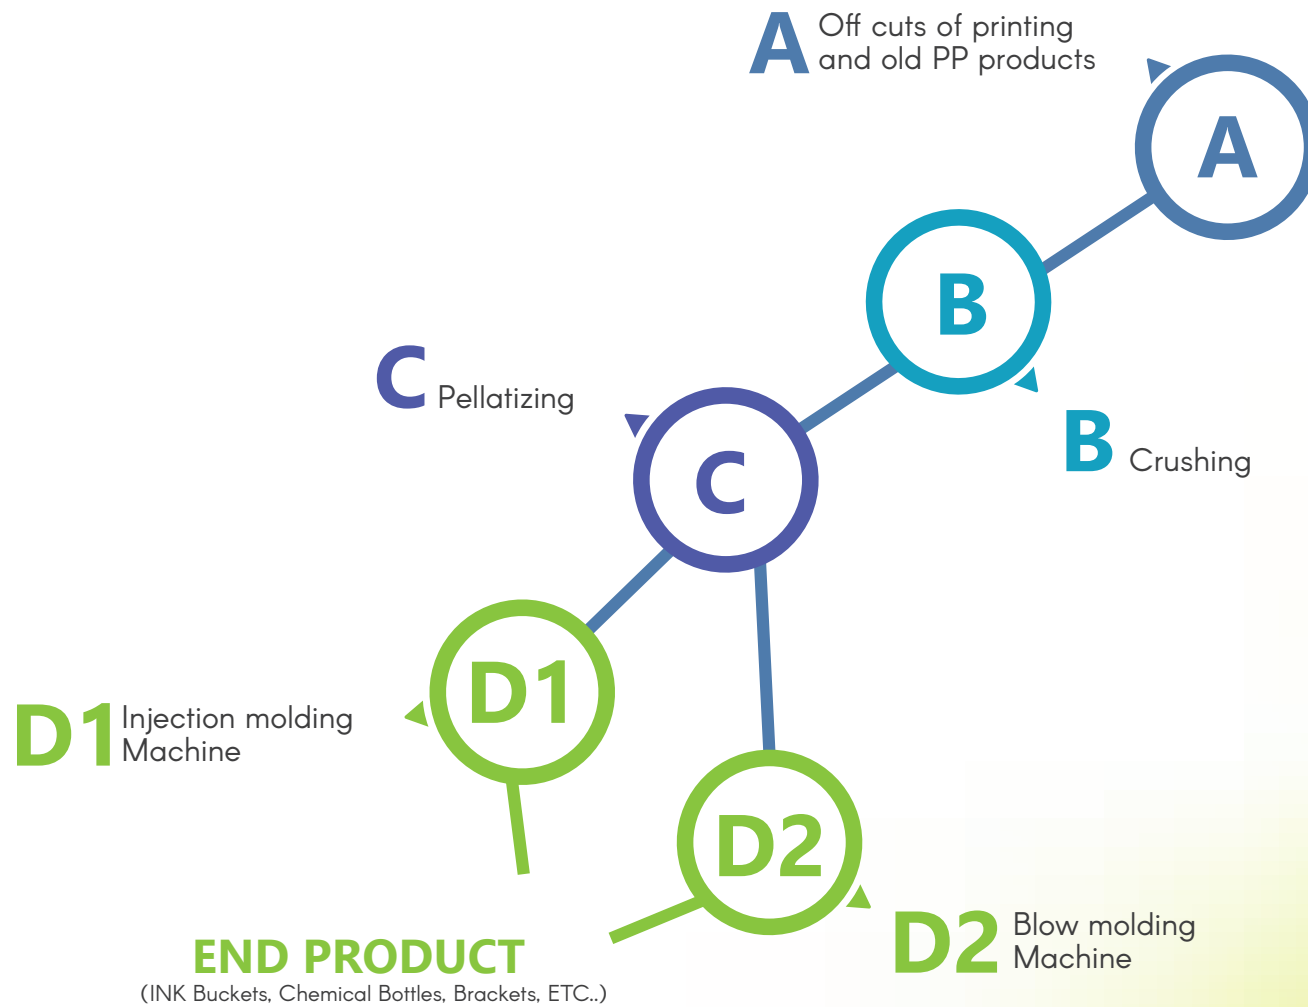 A Off cuts of printing
and old PP products
A
B
C Pellatizing
B Crushing
C
D1
D1 Injection molding
Machine
D2
D2 Blow molding
Machine
END PRODUCT
(INK Buckets, Chemical Bottles, Brackets, ETC..)